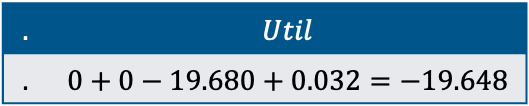 . Util
. 0 + 0 − 19.680 + 0.032 = −19.648